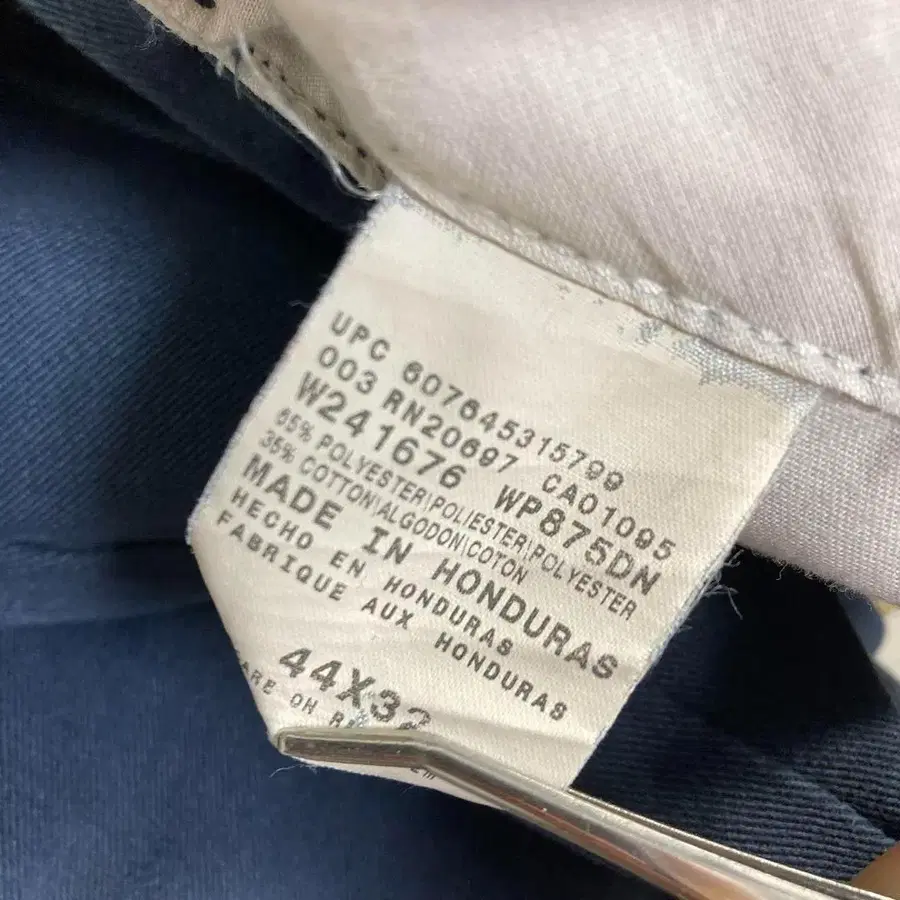 UPC 607645315799
003 RN20697 CA01095
W241676 WP875DN
65% POLYESTER\POLIESTER\POLYESTER
35% COTTON\ALGODON\COTON
MADE IN HONDURAS
HECHO EN HONDURAS
FABRIQUE AUX HONDURAS
44X32
ON